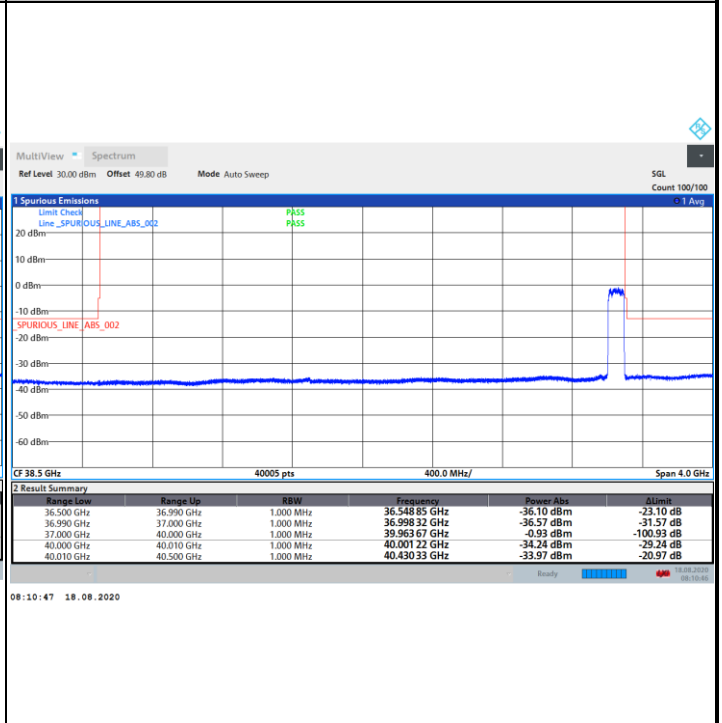 MultiView Spectrum
Ref Level 30.00 dBm Offset 49.80 dB Mode Auto Sweep SGL
Count 100/100
1 Spurious Emissions 1 Avg
Limit Check PASS
Line _SPURIOUS_LINE_ABS_002 PASS
20 dBm
10 dBm
0 dBm
-10 dBm
_SPURIOUS_LINE_ABS_002
-20 dBm
-30 dBm
-40 dBm
-50 dBm
-60 dBm
CF 38.5 GHz 40005 pts 400.0 MHz/ Span 4.0 GHz
2 Result Summary
Range Low Range Up RBW Frequency Power Abs ΔLimit
36.500 GHz 36.990 GHz 1.000 MHz 36.548 85 GHz -36.10 dBm -23.10 dB
36.990 GHz 37.000 GHz 1.000 MHz 36.998 32 GHz -36.57 dBm -31.57 dB
37.000 GHz 40.000 GHz 1.000 MHz 39.963 67 GHz -0.93 dBm -100.93 dB
40.000 GHz 40.010 GHz 1.000 MHz 40.001 22 GHz -34.24 dBm -29.24 dB
40.010 GHz 40.500 GHz 1.000 MHz 40.430 33 GHz -33.97 dBm -20.97 dB
Ready 18.08.2020
08:10:46
08:10:47 18.08.2020